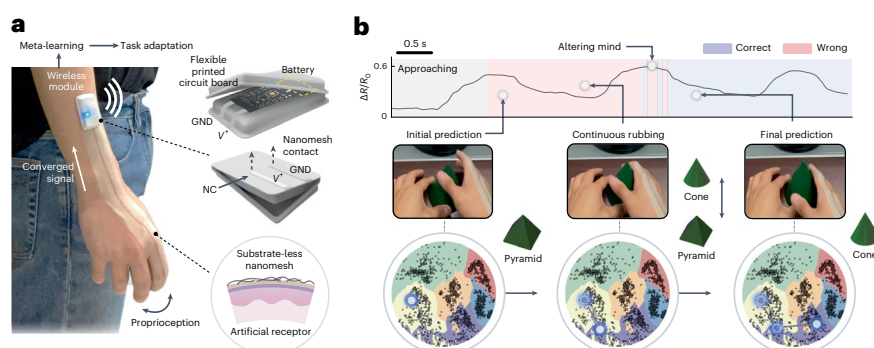 a
Meta-learning
Task adaptation
Wireless
module
Converged
signal
Proprioception
Flexible
printed
circuit board
Battery
GND
V+
Nanomesh
contact
GND
V+
NC
Substrate-less
nanomesh
Artificial receptor
b
0.5 s
Altering mind
Correct
Wrong
ΔR/R0
0.6
0
Approaching
Initial prediction
Continuous rubbing
Final prediction
Pyramid
Cone
Pyramid
Cone